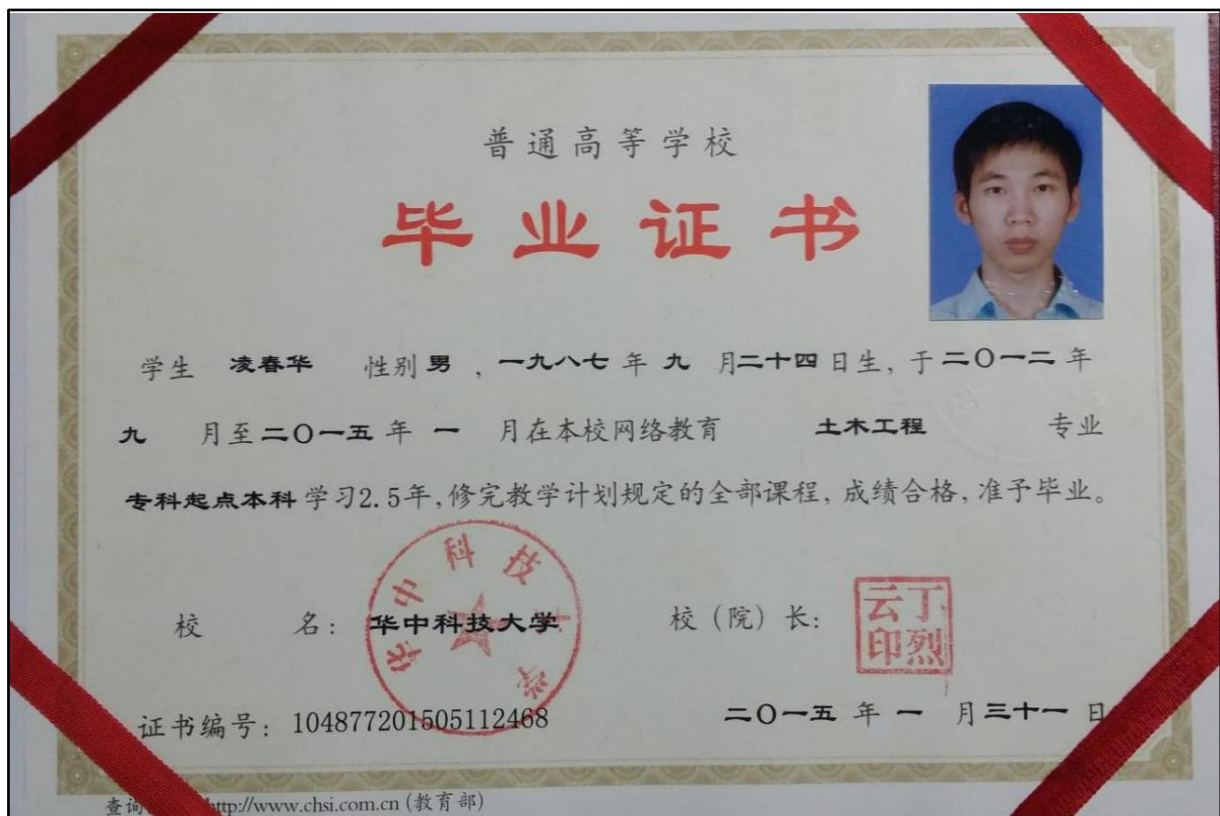 普通高等学校
毕业证书
学生 凌春华 性别 男 , 一九八七 年 九 月二十四日生, 于二〇一二年
九 月至二〇一五年 一 月在本校网络教育 土木工程 专业
专科起点本科 学习2.5年, 修完教学计划规定的全部课程, 成绩合格, 准予毕业。
华中科技大学
校 名: 华中科技大学 校 (院) 长: 丁烈云印
证书编号: 104877201505112468 二〇一五 年 一 月三十一 日
查询 http://www.chsi.com.cn (教育部)